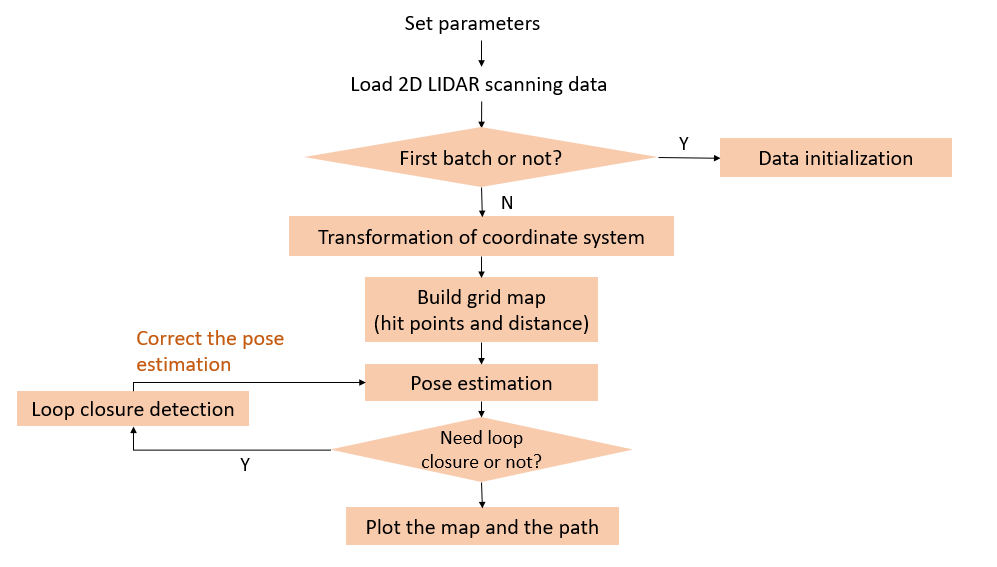 Set parameters
Load 2D LIDAR scanning data
First batch or not?
Y
Data initialization
N
Transformation of coordinate system
Build grid map
(hit points and distance)
Correct the pose
estimation
Pose estimation
Loop closure detection
Need loop
closure or not?
Y
Plot the map and the path